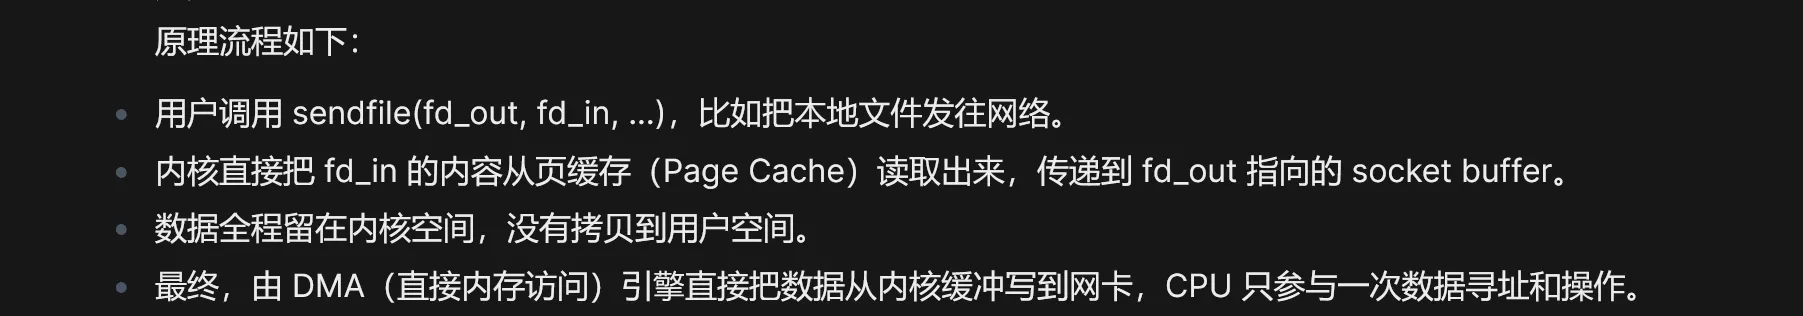 原理流程如下：
用户调用 sendfile(fd_out, fd_in, ...)，比如把本地文件发往网络。
内核直接把 fd_in 的内容从页缓存（Page Cache）读取出来，传递到 fd_out 指向的 socket buffer。
数据全程留在内核空间，没有拷贝到用户空间。
最终，由 DMA（直接内存访问）引擎直接把数据从内核缓冲写到网卡，CPU 只参与一次数据寻址和操作。